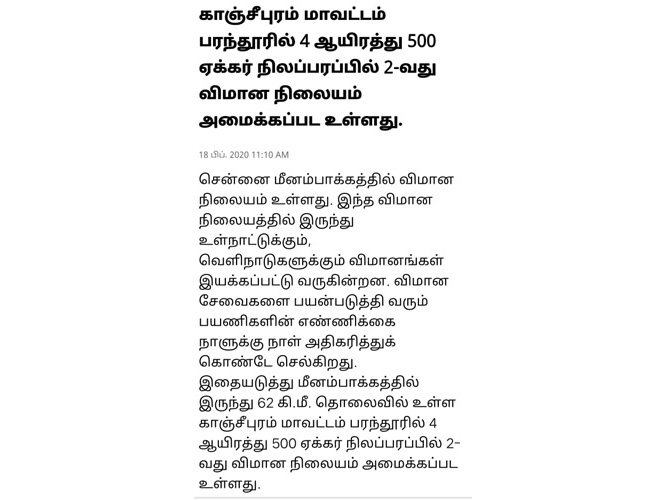 காஞ்சீபுரம் மாவட்டம்
பரந்தூரில் 4 ஆயிரத்து 500
ஏக்கர் நிலப்பரப்பில் 2-வது
விமான நிலையம்
அமைக்கப்பட உள்ளது.
18 பிப். 2020 11:10 AM
சென்னை மீனம்பாக்கத்தில் விமான
நிலையம் உள்ளது. இந்த விமான
நிலையத்தில் இருந்து
உள்நாட்டுக்கும்,
வெளிநாடுகளுக்கும் விமானங்கள்
இயக்கப்பட்டு வருகின்றன. விமான
சேவைகளை பயன்படுத்தி வரும்
பயணிகளின் எண்ணிக்கை
நாளுக்கு நாள் அதிகரித்துக்
கொண்டே செல்கிறது.
இதையடுத்து மீனம்பாக்கத்தில்
இருந்து 62 கி.மீ. தொலைவில் உள்ள
காஞ்சீபுரம் மாவட்டம் பரந்தூரில் 4
ஆயிரத்து 500 ஏக்கர் நிலப்பரப்பில் 2-
வது விமான நிலையம் அமைக்கப்பட
உள்ளது.